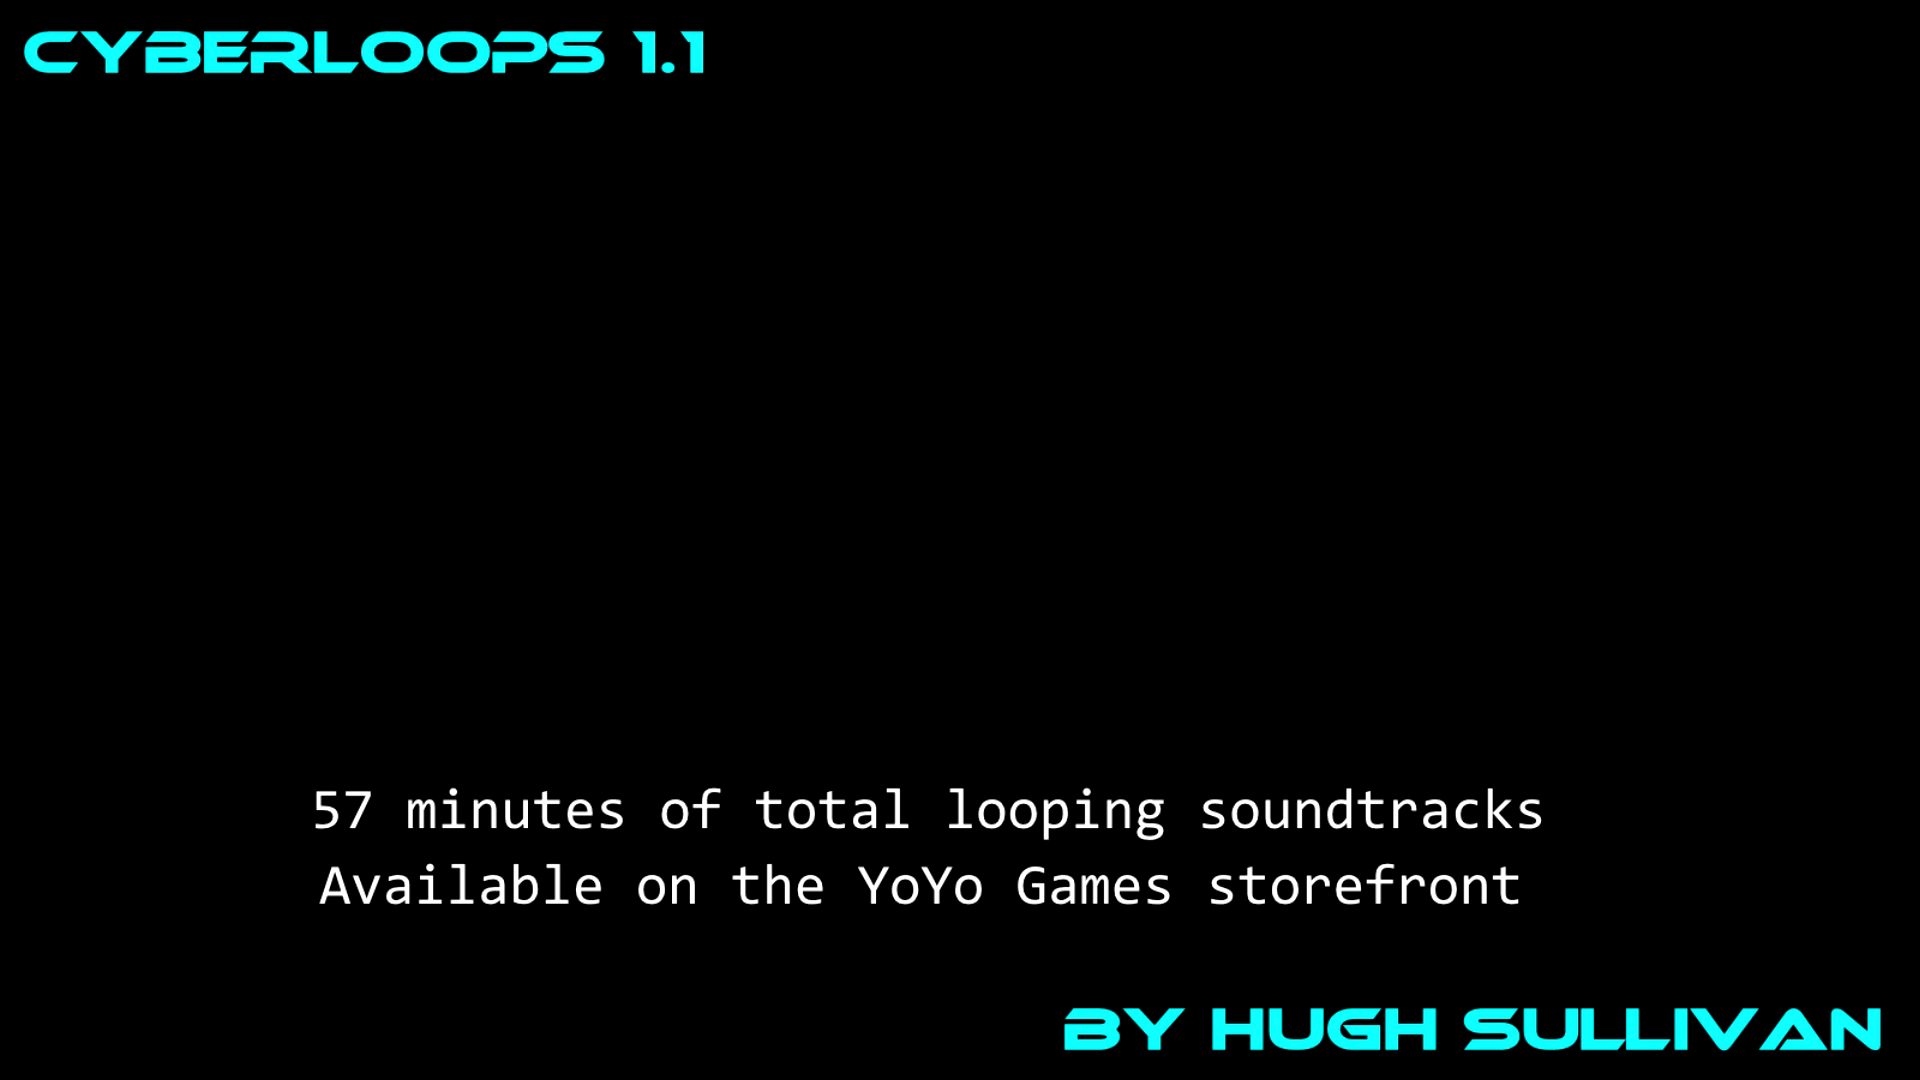 CYBERLOOPS 1.1
57 minutes of total looping soundtracks
Available on the YoYo Games storefront
BY HUGH SULLIVAN